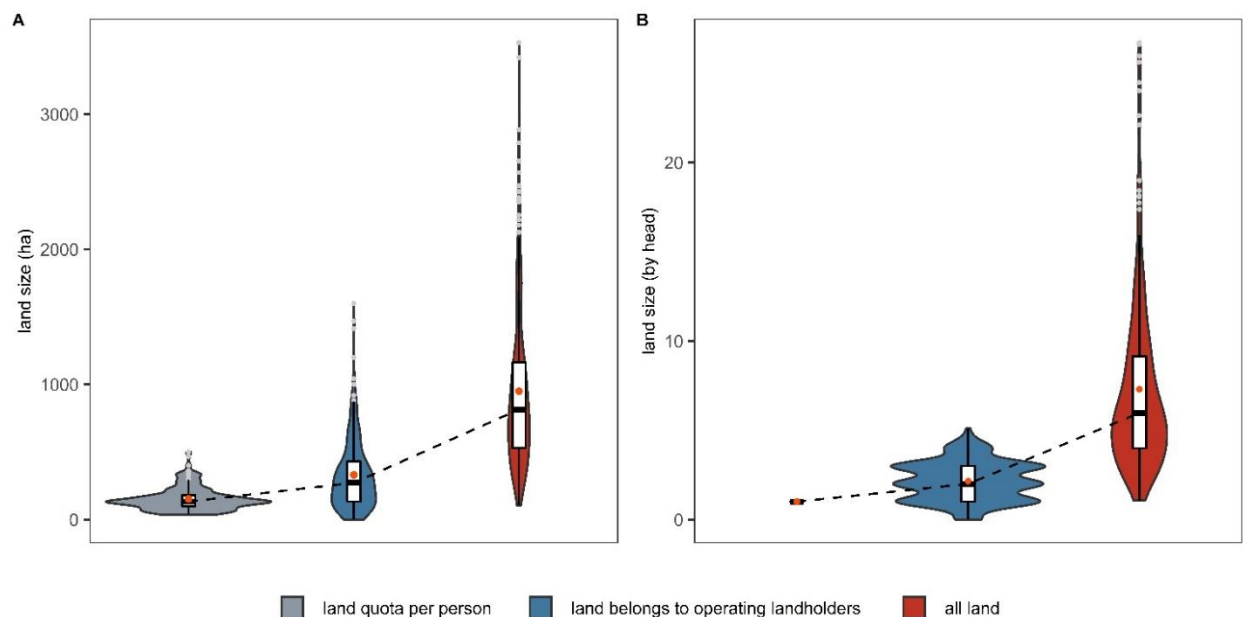 A
B
3000
2000
1000
0
land size (ha)
20
10
0
land size (by head)
land quota per person
land belongs to operating landholders
all land